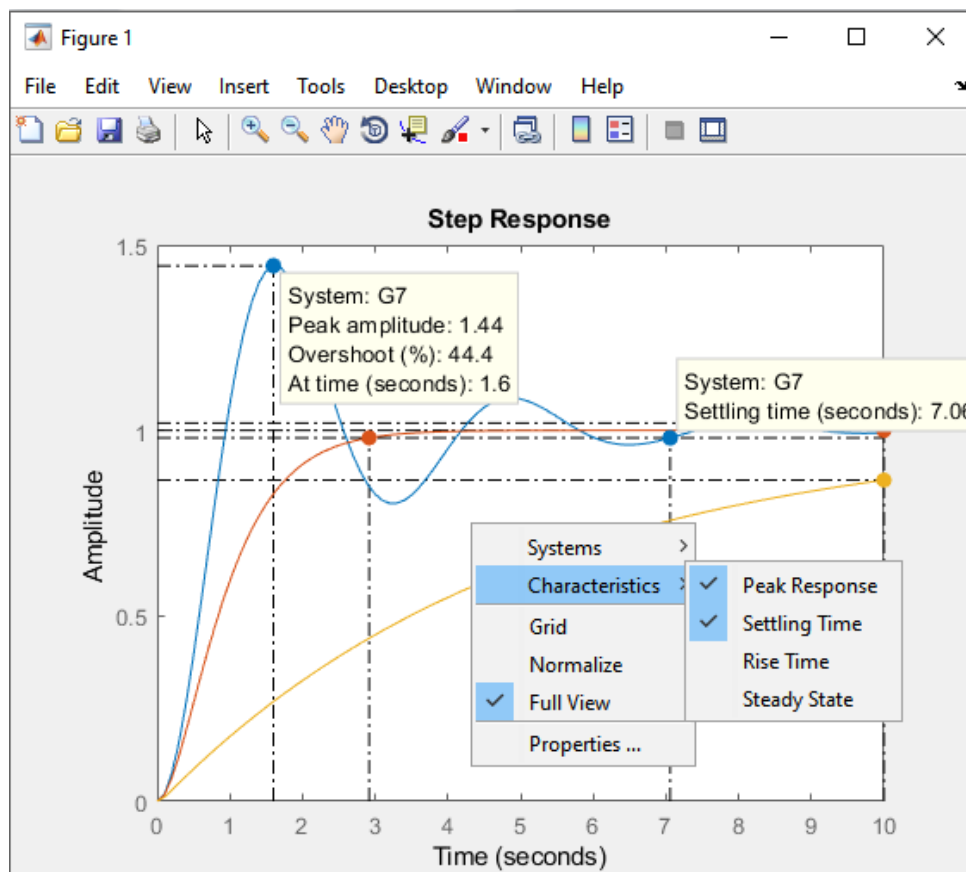 Figure 1
File Edit View Insert Tools Desktop Window Help
Step Response
1.5
System: G7
Peak amplitude: 1.44
Overshoot (%): 44.4
At time (seconds): 1.6
System: G7
Settling time (seconds): 7.06
1
Amplitude
Systems
Characteristics
Peak Response
0.5
Grid
Settling Time
Normalize
Rise Time
Full View
Steady State
Properties ...
0
0 1 2 3 4 5 6 7 8 9 10
Time (seconds)